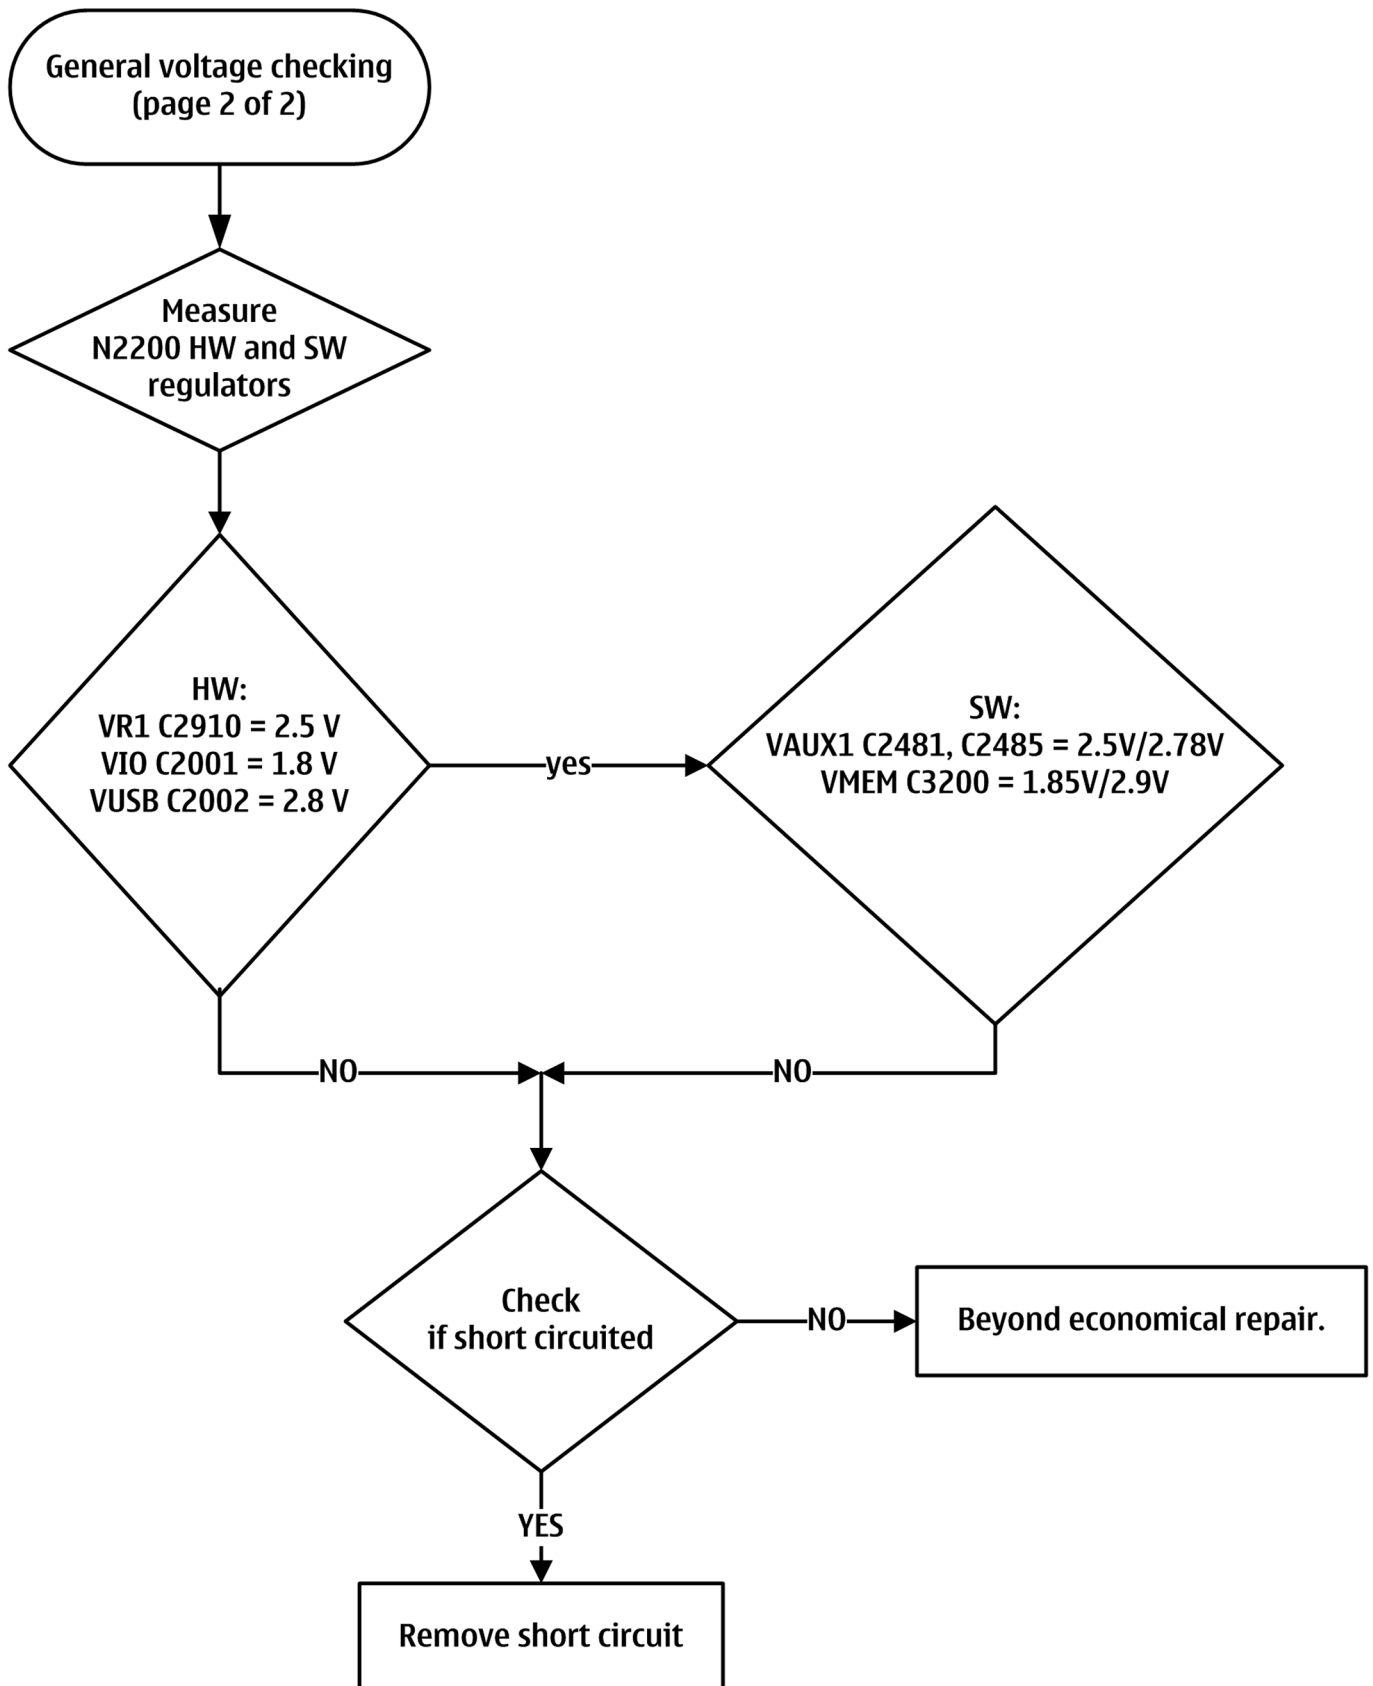 General voltage checking
(page 2 of 2)
Measure
N2200 HW and SW
regulators
HW:
VR1 C2910 = 2.5 V
VIO C2001 = 1.8 V
VUSB C2002 = 2.8 V
yes
SW:
VAUX1 C2481, C2485 = 2.5V/2.78V
VMEM C3200 = 1.85V/2.9V
NO
NO
Check
if short circuited
NO
Beyond economical repair.
YES
Remove short circuit